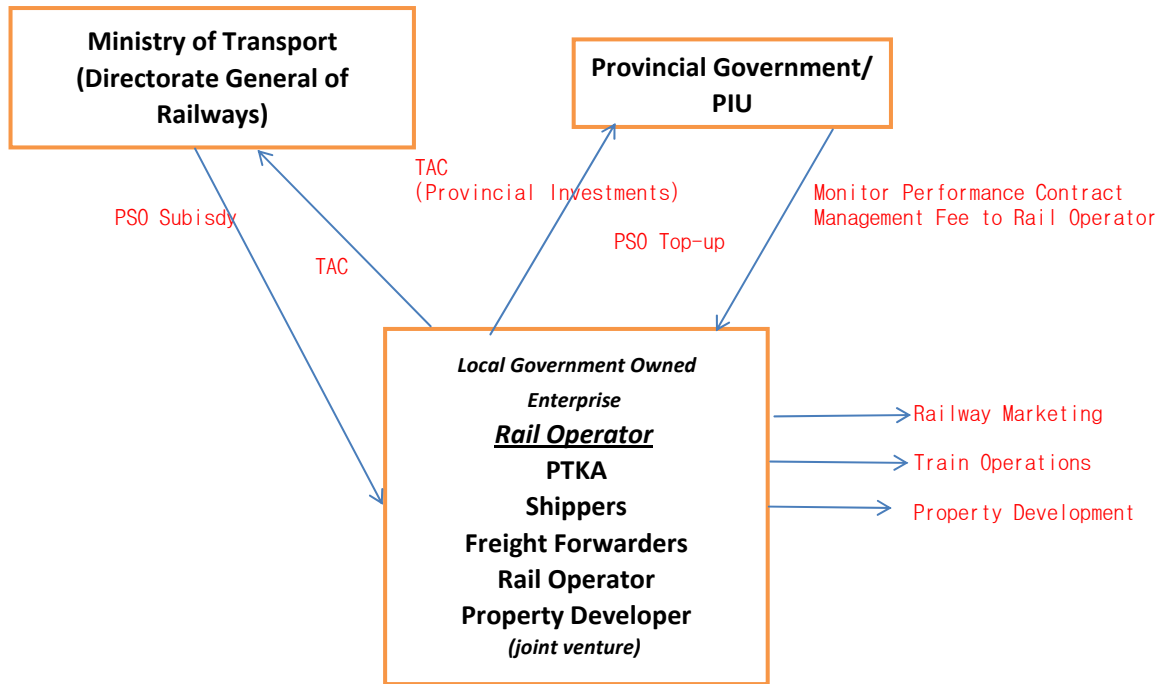 Ministry of Transport
(Directorate General of
Railways)
Provincial Government/
PIU
TAC
(Provincial Investments)
Monitor Performance Contract
Management Fee to Rail Operator
PSO Subisdy
PSO Top-up
TAC
Local Government Owned
Enterprise
Rail Operator
PTKA
Shippers
Freight Forwarders
Rail Operator
Property Developer
(joint venture)
Railway Marketing
Train Operations
Property Development